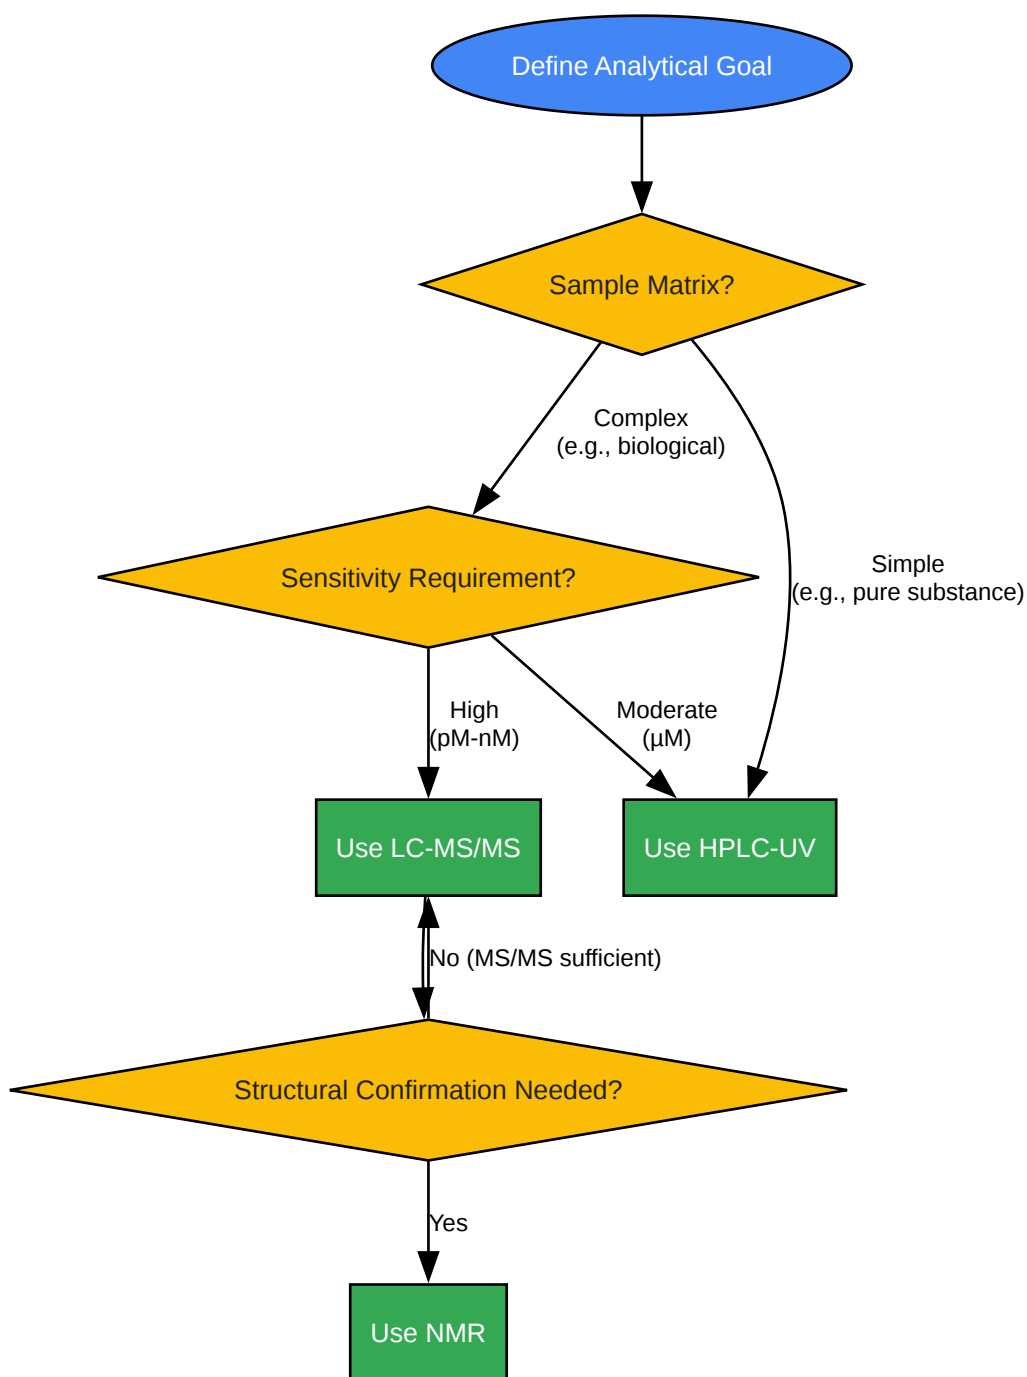 Define Analytical Goal
Sample Matrix?
Complex
(e.g., biological)
Simple
(e.g., pure substance)
Sensitivity Requirement?
High
(pM-nM)
Moderate
(µM)
Use LC-MS/MS
Use HPLC-UV
No (MS/MS sufficient)
Structural Confirmation Needed?
Yes
Use NMR